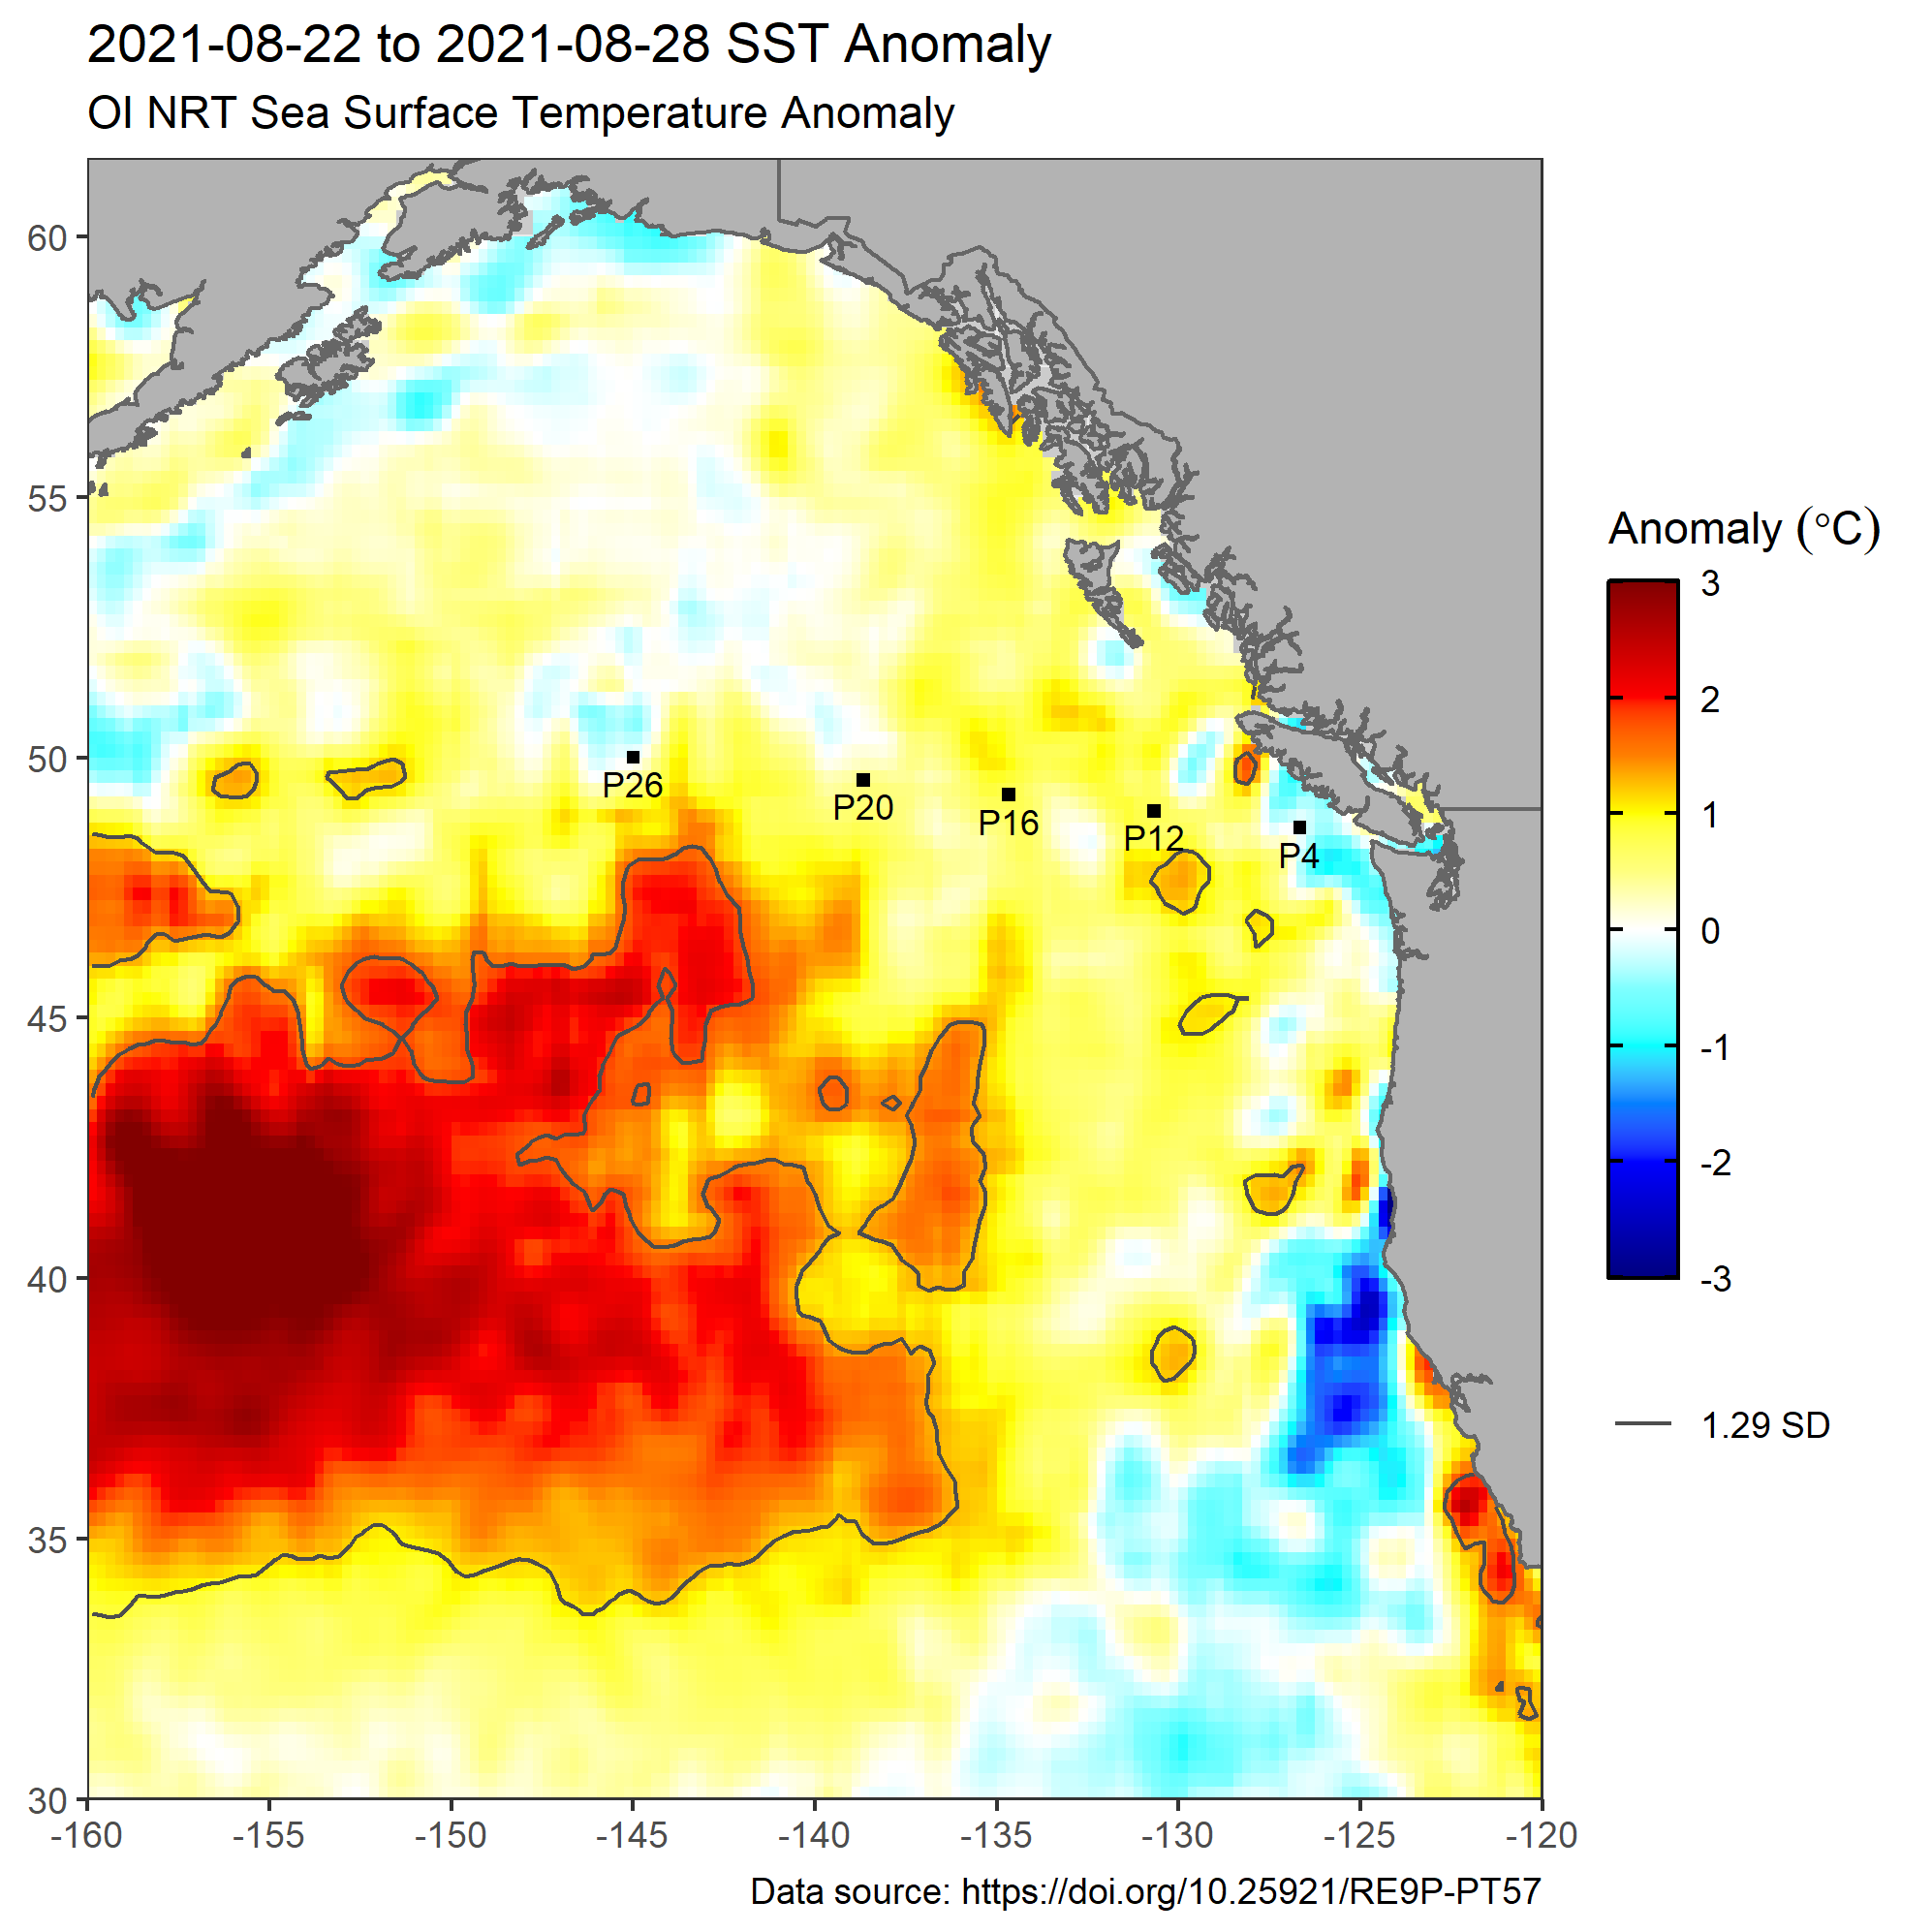 2021-08-22 to 2021-08-28 SST Anomaly
OI NRT Sea Surface Temperature Anomaly
60
55
50
45
40
35
30
-160
-155
-150
-145
-140
-135
-130
-125
-120
P26
P20
P16
P12
P4
Anomaly (°C)
3
2
1
0
-1
-2
-3
1.29 SD
Data source: https://doi.org/10.25921/RE9P-PT57